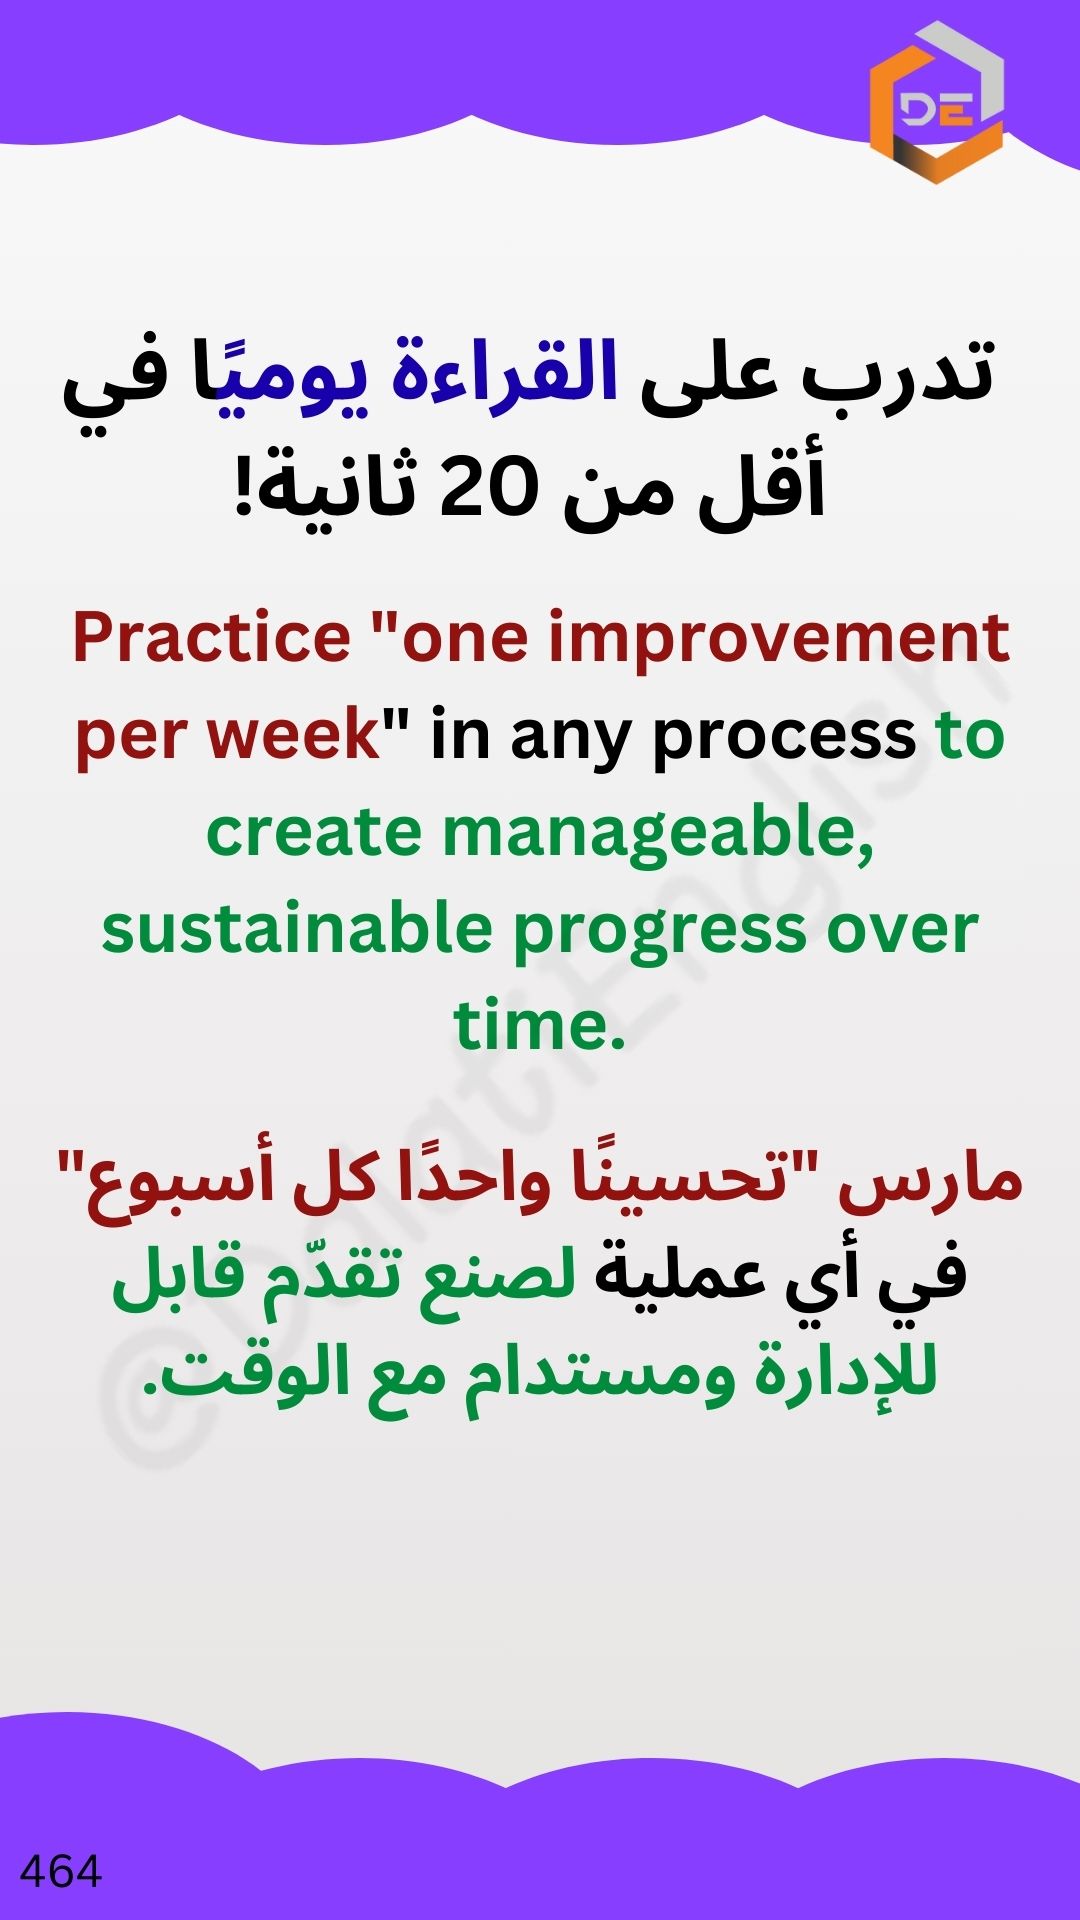 DE
تدرب على القراءة يوميًا في
أقل من 20 ثانية!
Practice "one improvement
per week" in any process to
create manageable,
sustainable progress over
time.
مارس "تحسينًا واحدًا كل أسبوع"
في أي عملية لصنع تقدّم قابل
للإدارة ومستدام مع الوقت.
@DalatiEnglish
464